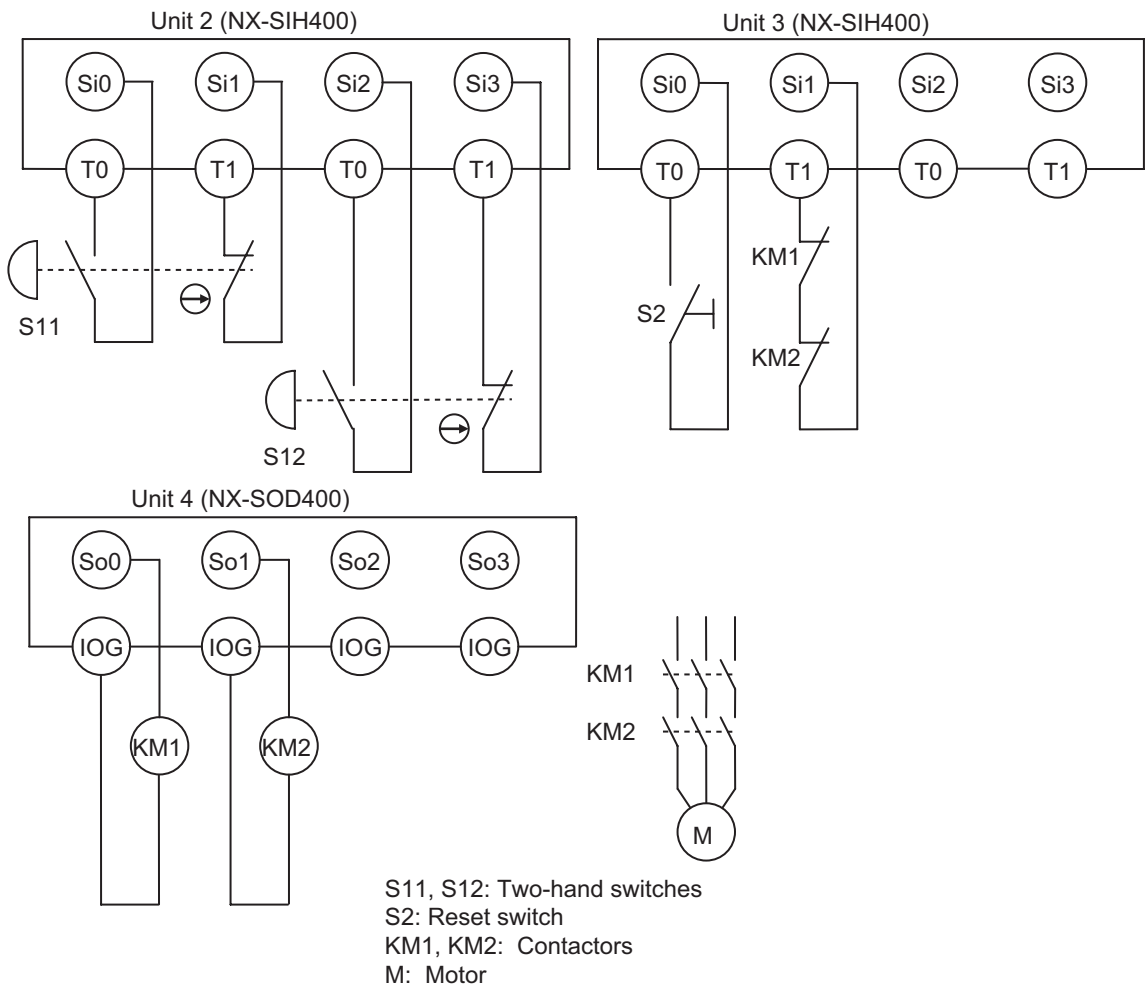 Unit 2 (NX-SIH400)
Si0 Si1 Si2 Si3
T0 T1 T0 T1
S11
S12
Unit 3 (NX-SIH400)
Si0 Si1 Si2 Si3
T0 T1 T0 T1
KM1
S2
KM2
Unit 4 (NX-SOD400)
So0 So1 So2 So3
IOG IOG IOG IOG
KM1 KM2
KM1
KM2
M
S11, S12: Two-hand switches
S2: Reset switch
KM1, KM2: Contactors
M: Motor